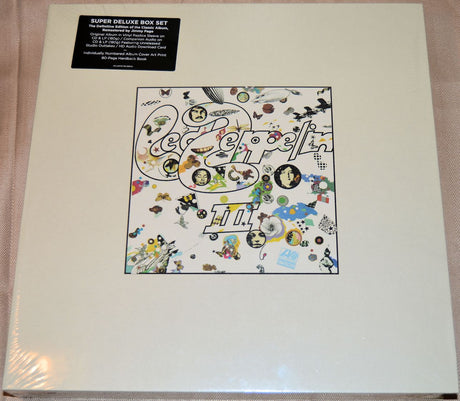 SUPER DELUXE BOX SET
The Definitive Edition of the Classic Album,
Remastered by Jimmy Page
Original Album in Vinyl Replica Sleeve on
CD & LP (180g) / Companion Audio on
CD & LP (180g) Featuring Unreleased
Studio Outtakes / HD Audio Download Card
Individually Numbered Album Cover Art Print
80-Page Hardback Book
Led Zeppelin
III